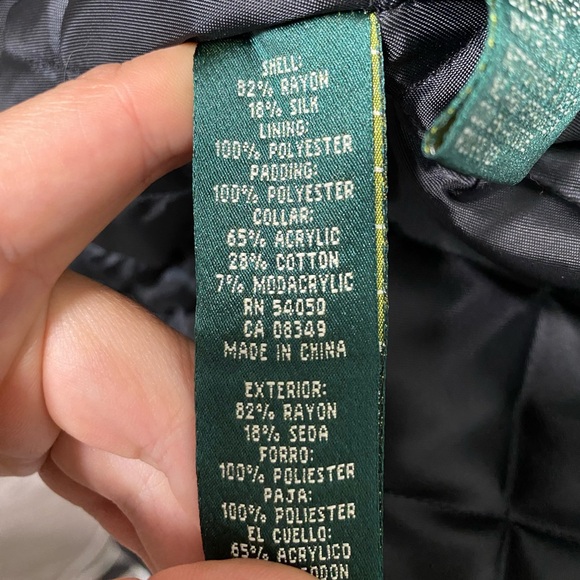 SHELL:
82% RAYON
18% SILK
LINING:
100% POLYESTER
PADDING:
100% POLYESTER
COLLAR:
65% ACRYLIC
28% COTTON
7% MODACRYLIC
RN 54050
CA 08349
MADE IN CHINA
EXTERIOR:
82% RAYON
18% SEDA
FORRO:
100% POLIESTER
PAJA:
100% POLIESTER
EL CUELLO:
65% ACRYLICO